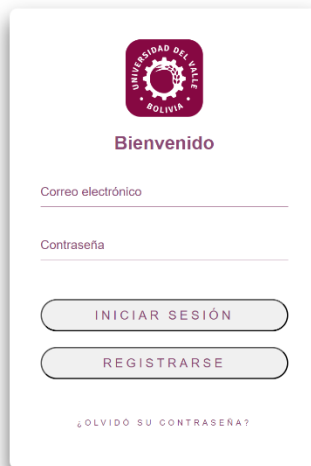 UNIVERSIDAD DEL VALLE
• BOLIVIA •
Bienvenido
Correo electrónico
Contraseña
INICIAR SESIÓN
REGISTRARSE
¿OLVIDÓ SU CONTRASEÑA?